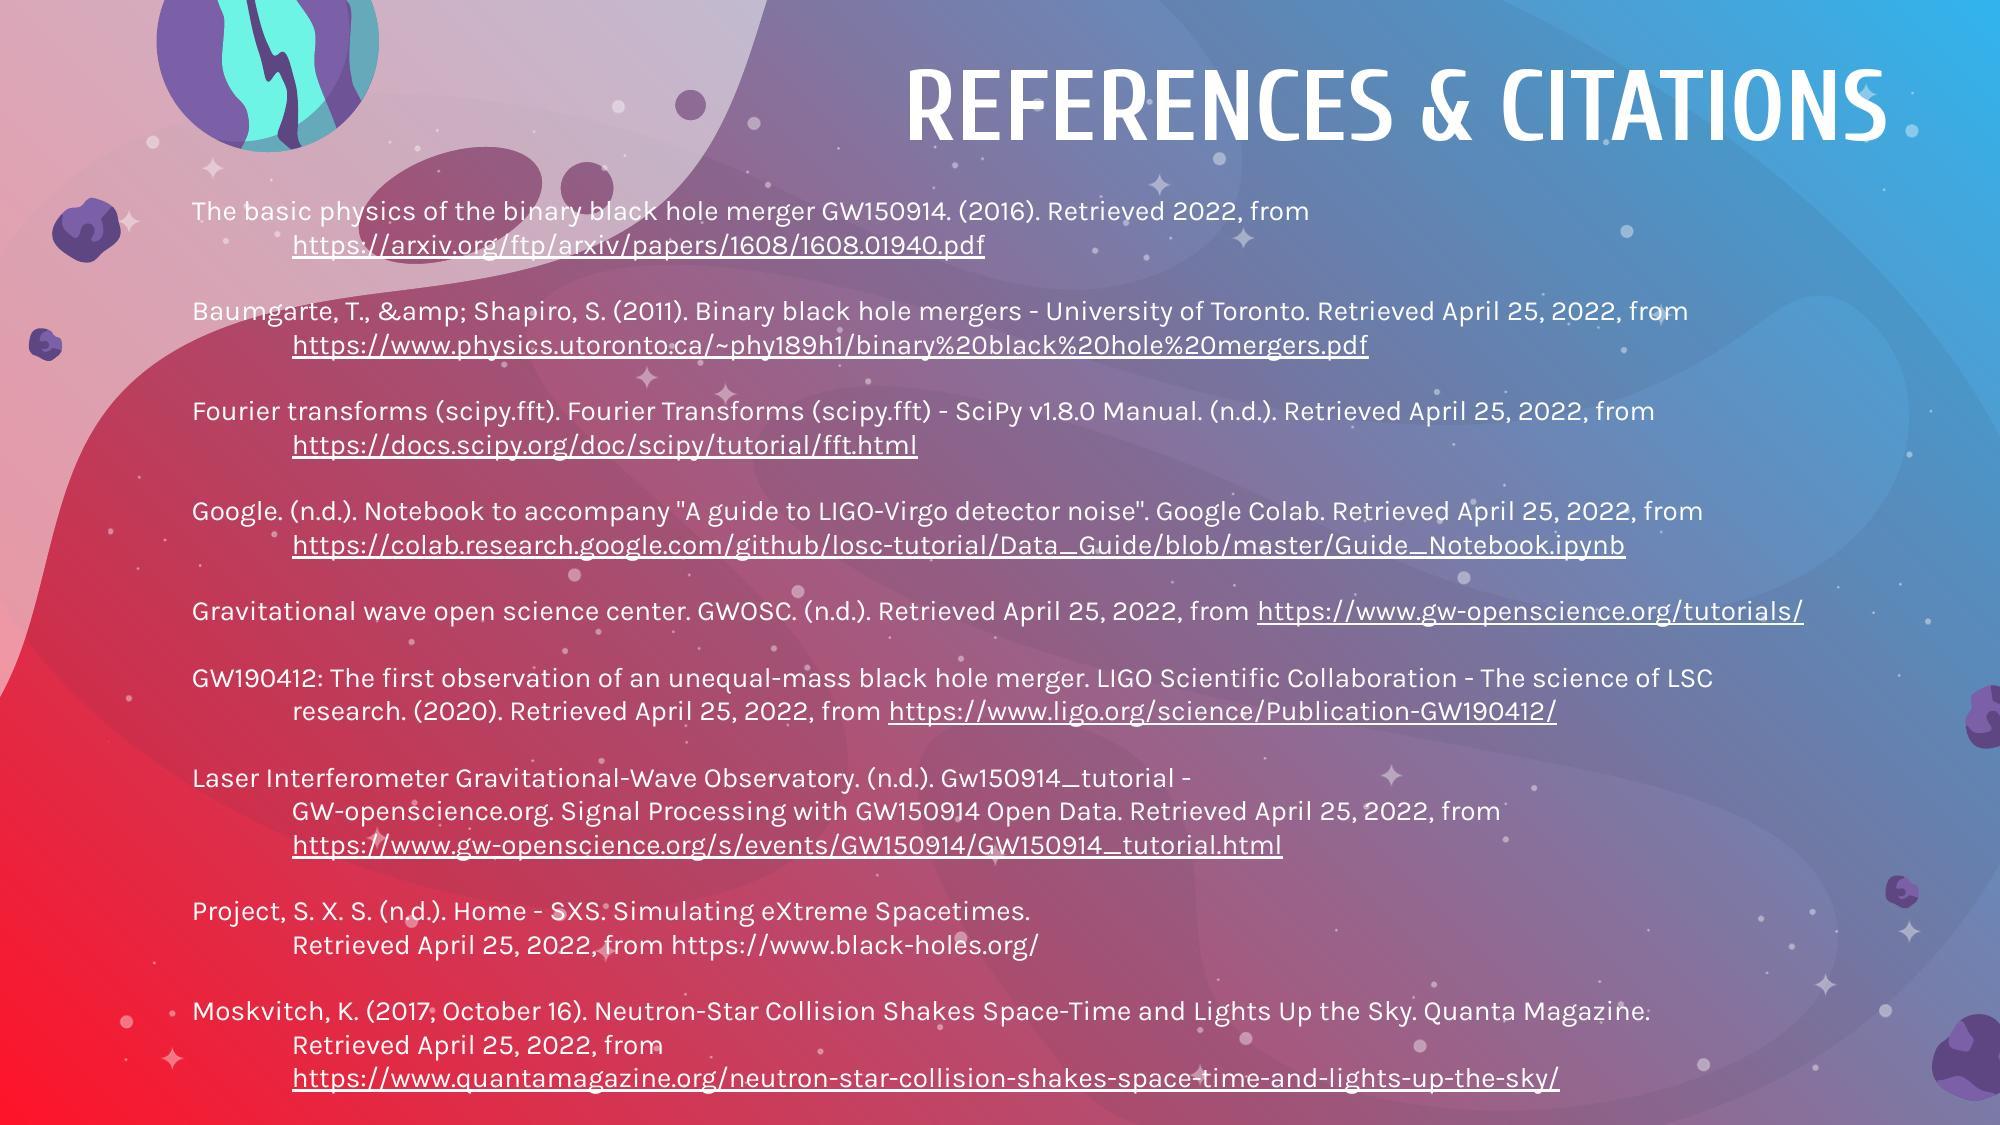 REFERENCES & CITATIONS
The basic physics of the binary black hole merger GW150914. (2016). Retrieved 2022, from
https://arxiv.org/ftp/arxiv/papers/1608/1608.01940.pdf
Baumgarte, T., &amp; Shapiro, S. (2011). Binary black hole mergers - University of Toronto. Retrieved April 25, 2022, from
https://www.physics.utoronto.ca/~phy189h1/binary%20black%20hole%20mergers.pdf
Fourier transforms (scipy.fft). Fourier Transforms (scipy.fft) - SciPy v1.8.0 Manual. (n.d.). Retrieved April 25, 2022, from
https://docs.scipy.org/doc/scipy/tutorial/fft.html
Google. (n.d.). Notebook to accompany "A guide to LIGO-Virgo detector noise". Google Colab. Retrieved April 25, 2022, from
https://colab.research.google.com/github/losc-tutorial/Data_Guide/blob/master/Guide_Notebook.ipynb
Gravitational wave open science center. GWOSC. (n.d.). Retrieved April 25, 2022, from https://www.gw-openscience.org/tutorials/
GW190412: The first observation of an unequal-mass black hole merger. LIGO Scientific Collaboration - The science of LSC
research. (2020). Retrieved April 25, 2022, from https://www.ligo.org/science/Publication-GW190412/
Laser Interferometer Gravitational-Wave Observatory. (n.d.). Gw150914_tutorial -
GW-openscience.org. Signal Processing with GW150914 Open Data. Retrieved April 25, 2022, from
https://www.gw-openscience.org/s/events/GW150914/GW150914_tutorial.html
Project, S. X. S. (n.d.). Home - SXS. Simulating eXtreme Spacetimes.
Retrieved April 25, 2022, from https://www.black-holes.org/
Moskvitch, K. (2017, October 16). Neutron-Star Collision Shakes Space-Time and Lights Up the Sky. Quanta Magazine.
Retrieved April 25, 2022, from
https://www.quantamagazine.org/neutron-star-collision-shakes-space-time-and-lights-up-the-sky/